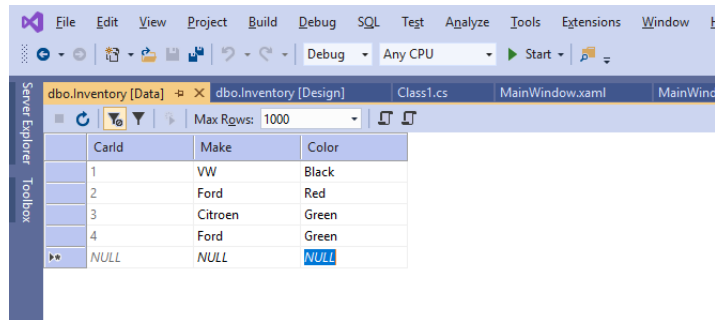 File Edit View Project Build Debug SQL Test Analyze Tools Extensions Window
Debug Any CPU Start
dbo.Inventory [Data] dbo.Inventory [Design] Class1.cs MainWindow.xaml MainWind
Server Explorer
Toolbox
Max Rows: 1000
CarId Make Color
1 VW Black
2 Ford Red
3 Citroen Green
4 Ford Green
NULL NULL NULL